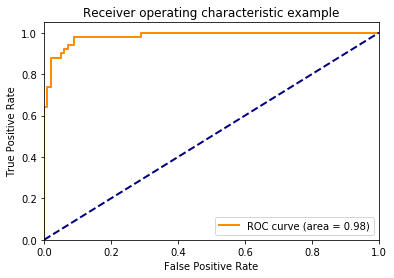 Receiver operating characteristic example
1.0
0.8
0.6
0.4
0.2
0.0
True Positive Rate
ROC curve (area = 0.98)
0.0 0.2 0.4 0.6 0.8 1.0
False Positive Rate